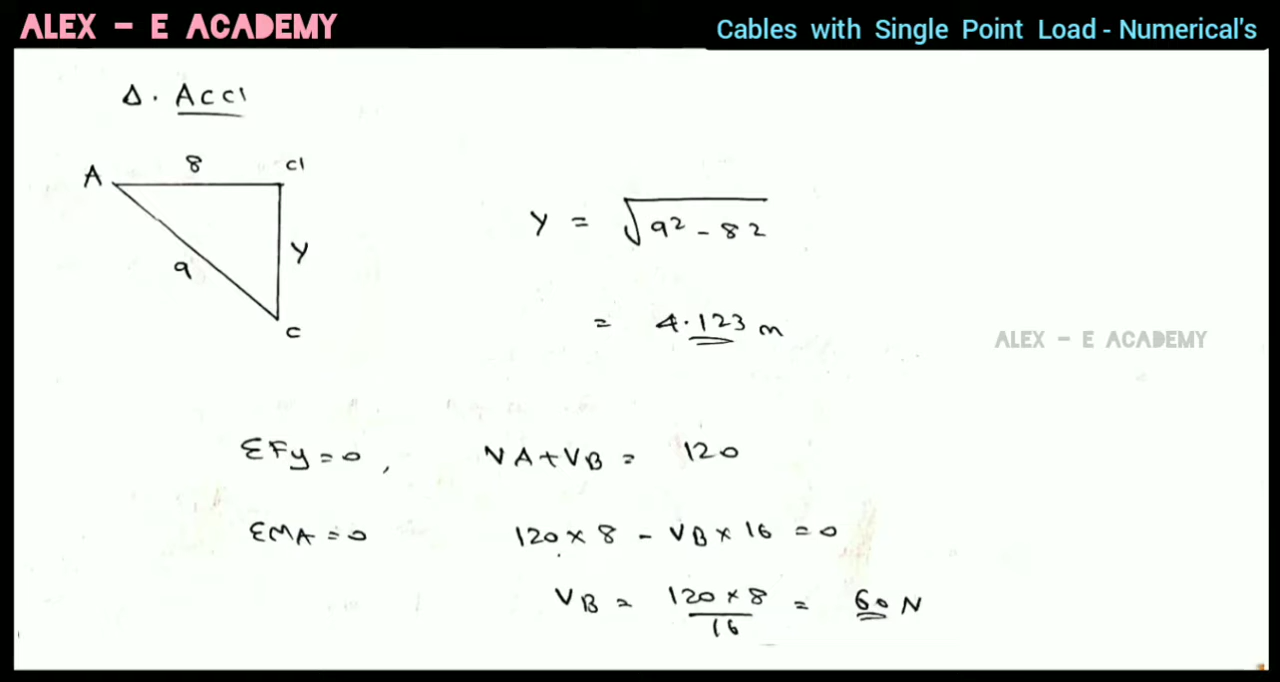 ALEX - E ACADEMY
Cables with Single Point Load - Numerical's
Δ. ACC1
A 8 C1
9 Y
C
Y = √9² - 8²
= 4.123 m
ALEX - E ACADEMY
ΣFy = 0, VA + VB = 120
ΣMA = 0 120 × 8 - VB × 16 = 0
VB = 120 × 8 / 16 = 60 N